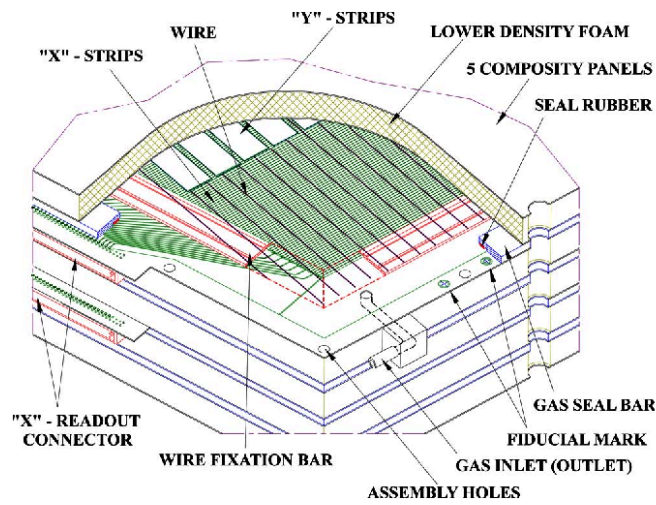 "Y" - STRIPS
WIRE
LOWER DENSITY FOAM
"X" - STRIPS
5 COMPOSITY PANELS
SEAL RUBBER
"X" - READOUT
CONNECTOR
GAS SEAL BAR
FIDUCIAL MARK
WIRE FIXATION BAR
GAS INLET (OUTLET)
ASSEMBLY HOLES